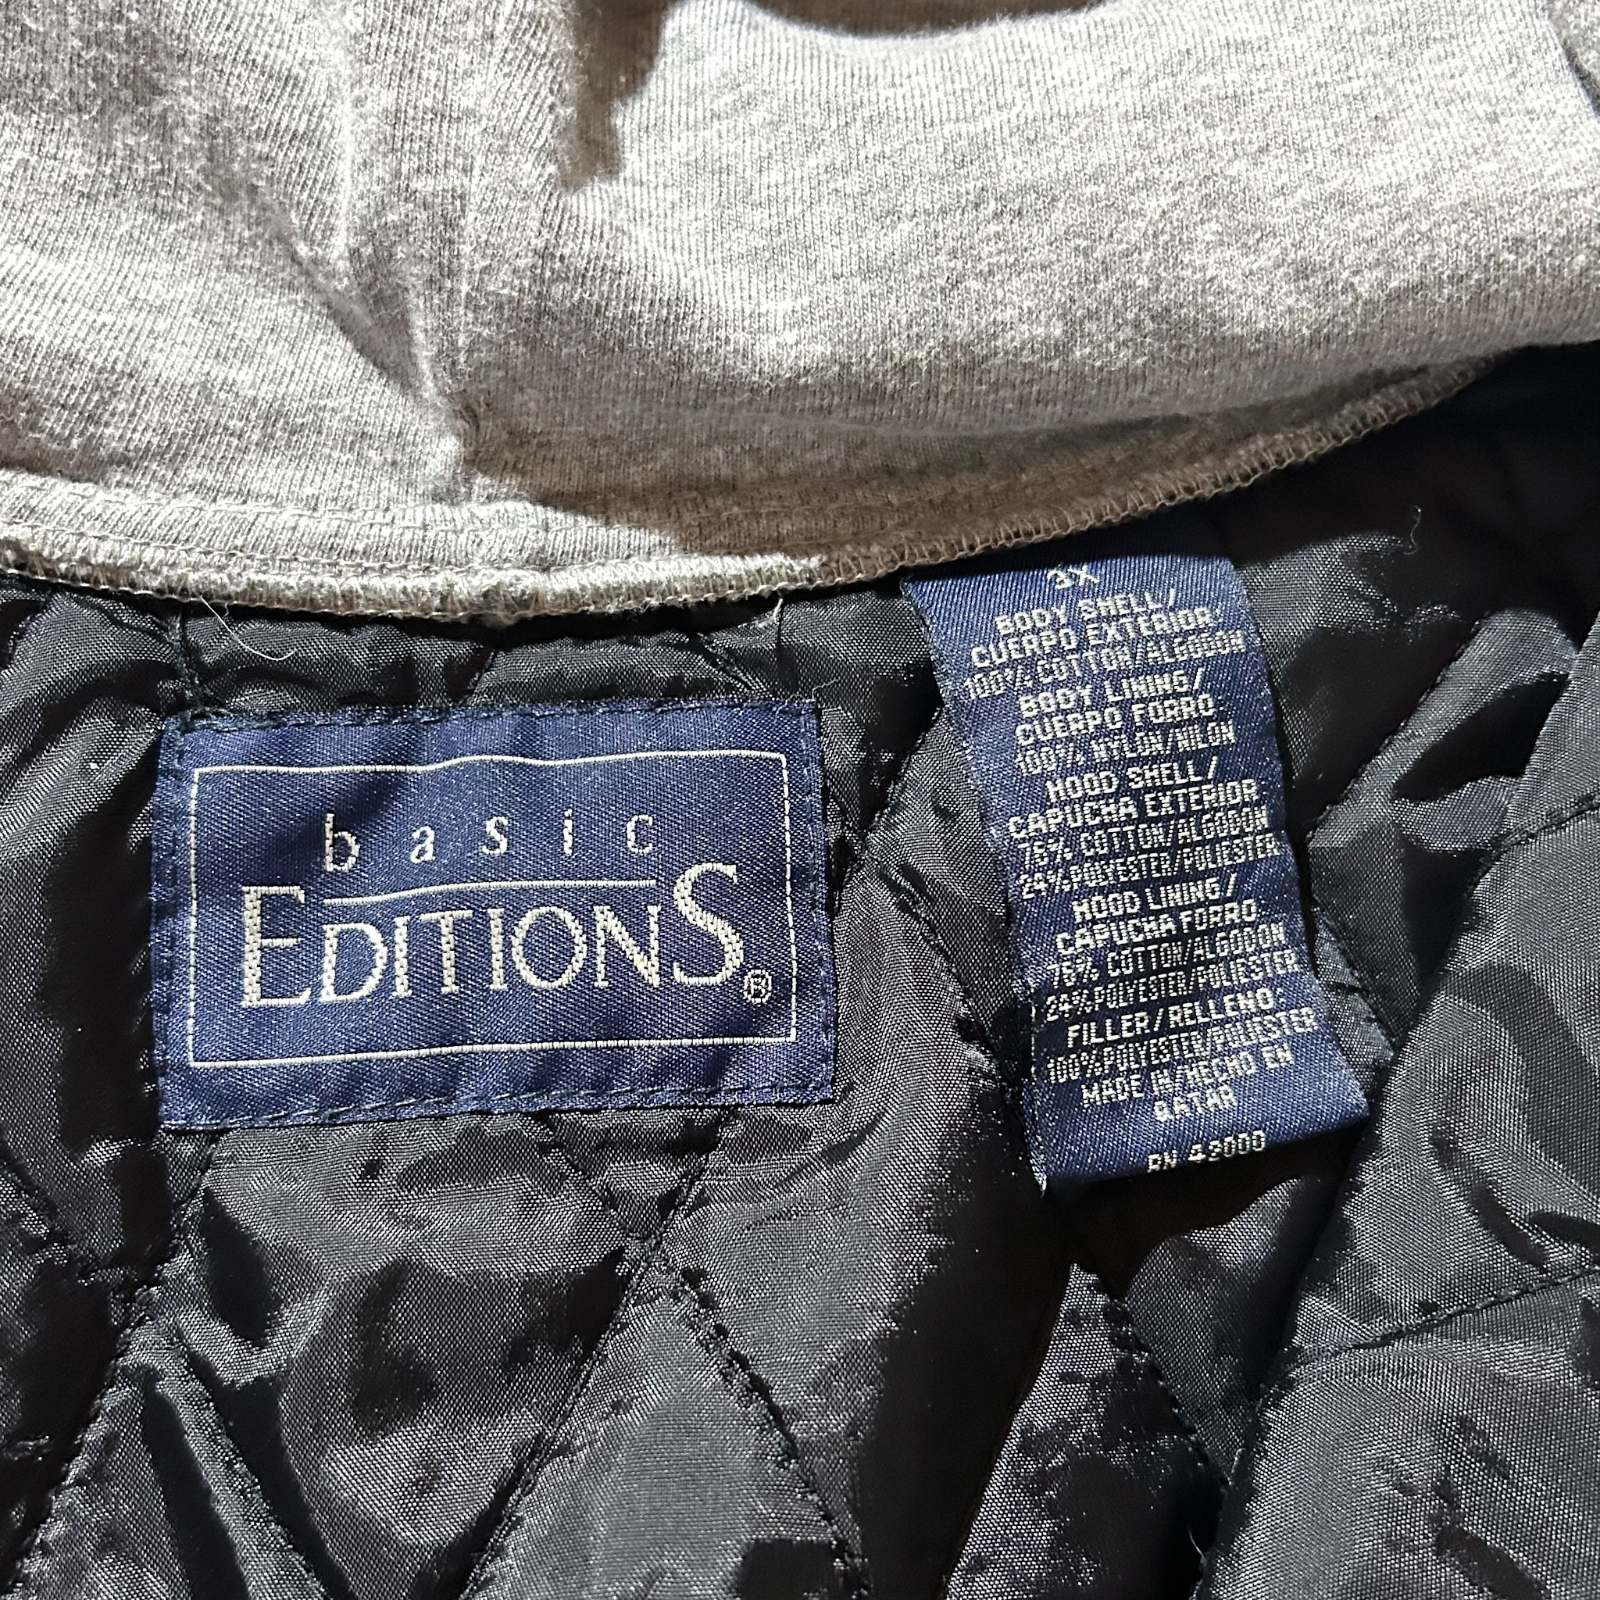 basic
EDITIONS®
3X
BODY SHELL/
CUERPO EXTERIOR
100% COTTON/ALGODON
BODY LINING/
CUERPO FORRO
100% NYLON/NILON
HOOD SHELL/
CAPUCHA EXTERIOR
76% COTTON/ALGODON
24% POLYESTER/POLIESTER
HOOD LINING/
CAPUCHA FORRO
76% COTTON/ALGODON
24% POLYESTER/POLIESTER
FILLER/RELLENO:
100% POLYESTER/POLIESTER
MADE IN/HECHO EN
QATAR
RN 42000